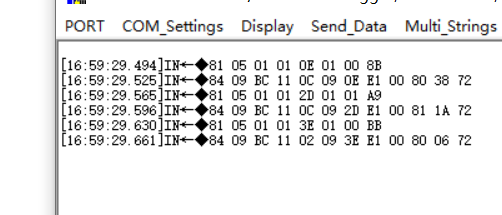 PORT COM_Settings Display Send_Data Multi_Strings
[16:59:29.494]IN←◆81 05 01 01 0E 01 00 8B
[16:59:29.525]IN←◆84 09 BC 11 0C 09 0E E1 00 80 38 72
[16:59:29.565]IN←◆81 05 01 01 2D 01 01 A9
[16:59:29.596]IN←◆84 09 BC 11 0C 09 2D E1 00 81 1A 72
[16:59:29.630]IN←◆81 05 01 01 3E 01 00 BB
[16:59:29.661]IN←◆84 09 BC 11 02 09 3E E1 00 80 06 72